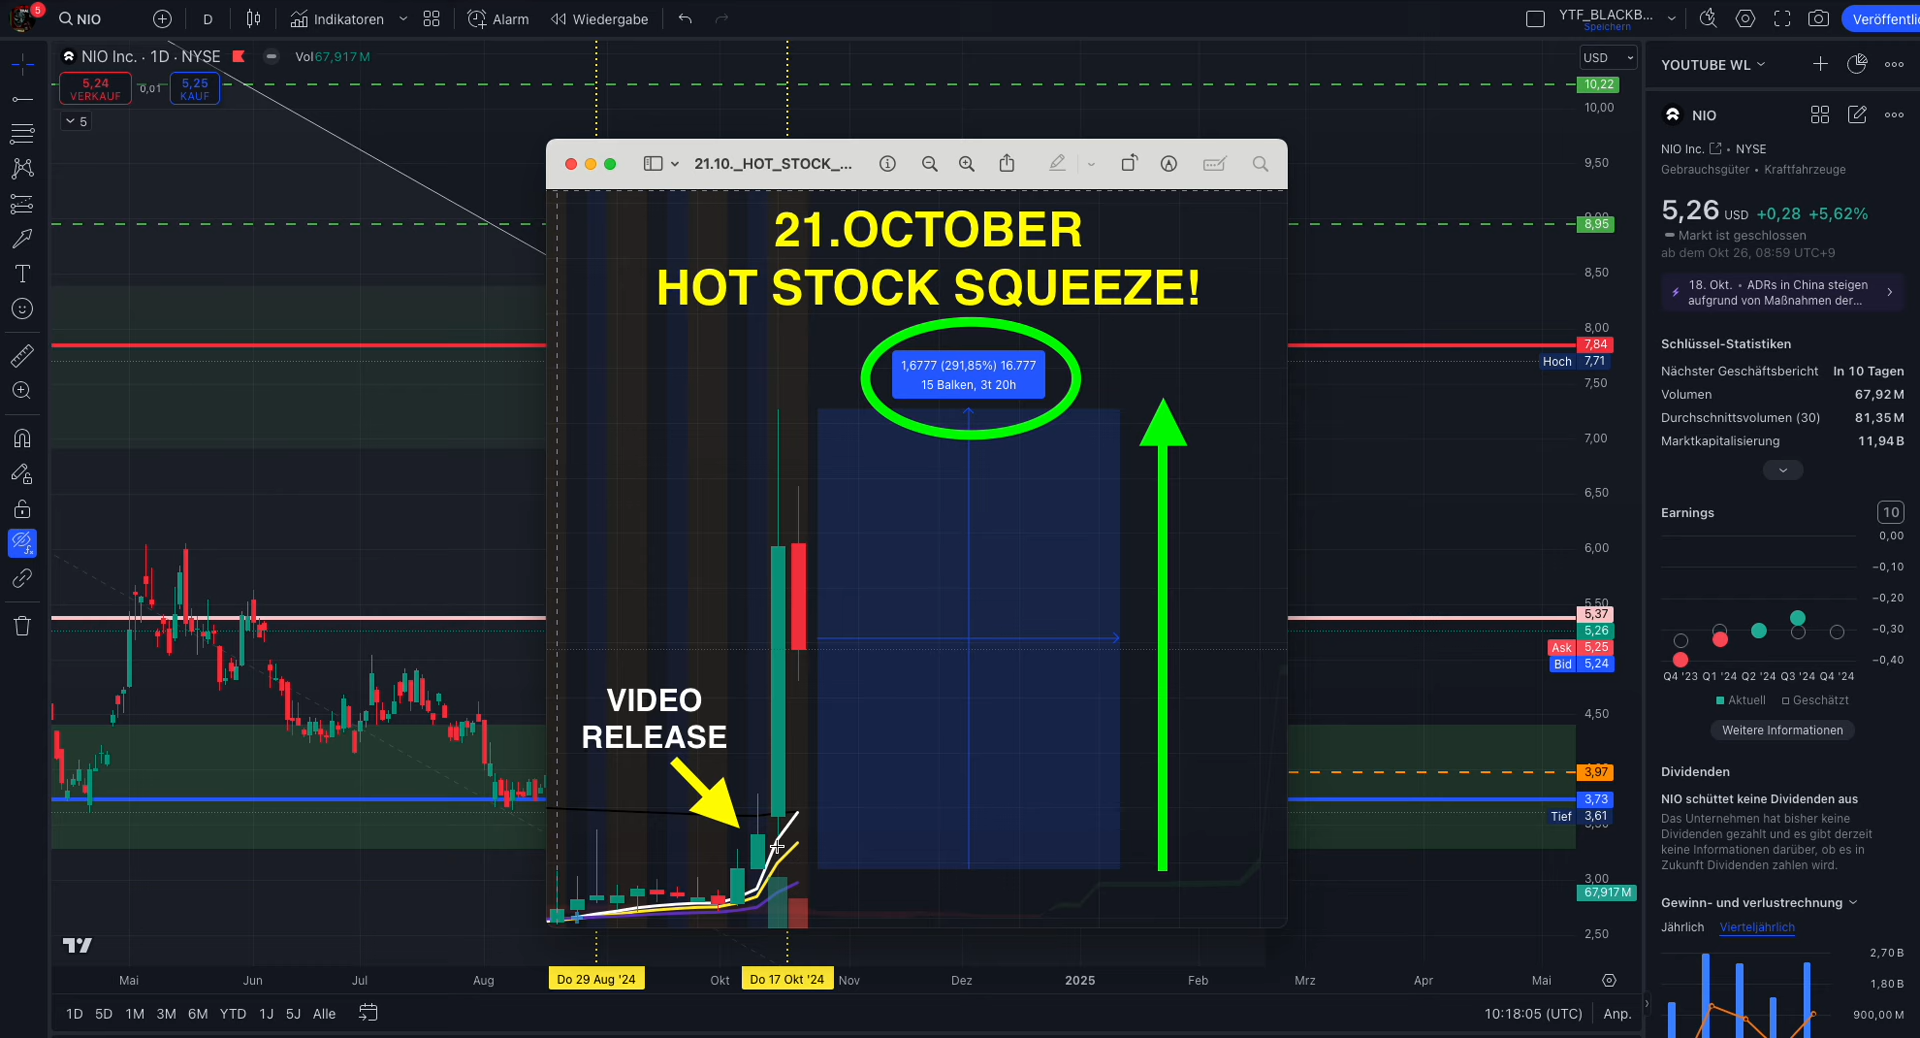 5
NIO
D
Indikatoren
Alarm
Wiedergabe
YTF_BLACKB...
Speichern
Veröffentlic
NIO Inc. · 1D · NYSE
Vol 67,917 M
USD
5,24
VERKAUF
0,01
5,25
KAUF
5
10,22
10,00
9,50
8,95
8,50
8,00
7,84
Hoch 7,71
7,50
7,00
6,50
6,00
5,50
5,37
5,26
Ask 5,25
Bid 5,24
4,50
3,97
3,73
Tief 3,61
3,00
67,917M
2,50
21.10._HOT_STOCK_...
21.OCTOBER
HOT STOCK SQUEEZE!
1,6777 (291,85%) 16.777
15 Balken, 3t 20h
VIDEO
RELEASE
Mai
Jun
Jul
Aug
Do 29 Aug '24
Okt
Do 17 Okt '24
Nov
Dez
2025
Feb
Mrz
Apr
Mai
1D 5D 1M 3M 6M YTD 1J 5J Alle
10:18:05 (UTC)
Anp.
YOUTUBE WL
NIO
NIO Inc. • NYSE
Gebrauchsgüter • Kraftfahrzeuge
5,26 USD +0,28 +5,62%
Markt ist geschlossen
ab dem Okt 26, 08:59 UTC+9
18. Okt. • ADRs in China steigen
aufgrund von Maßnahmen der...
Schlüssel-Statistiken
Nächster Geschäftsbericht In 10 Tagen
Volumen 67,92 M
Durchschnittsvolumen (30) 81,35 M
Marktkapitalisierung 11,94 B
Earnings
10
0,00
−0,10
−0,20
−0,30
−0,40
Q4 '23 Q1 '24 Q2 '24 Q3 '24 Q4 '24
Aktuell Geschätzt
Weitere Informationen
Dividenden
NIO schüttet keine Dividenden aus
Das Unternehmen hat bisher keine
Dividenden gezahlt und es gibt derzeit
keine Informationen darüber, ob es in
Zukunft Dividenden zahlen wird.
Gewinn- und verlustrechnung
Jährlich Vierteljährlich
2,70 B
1,80 B
900,00 M